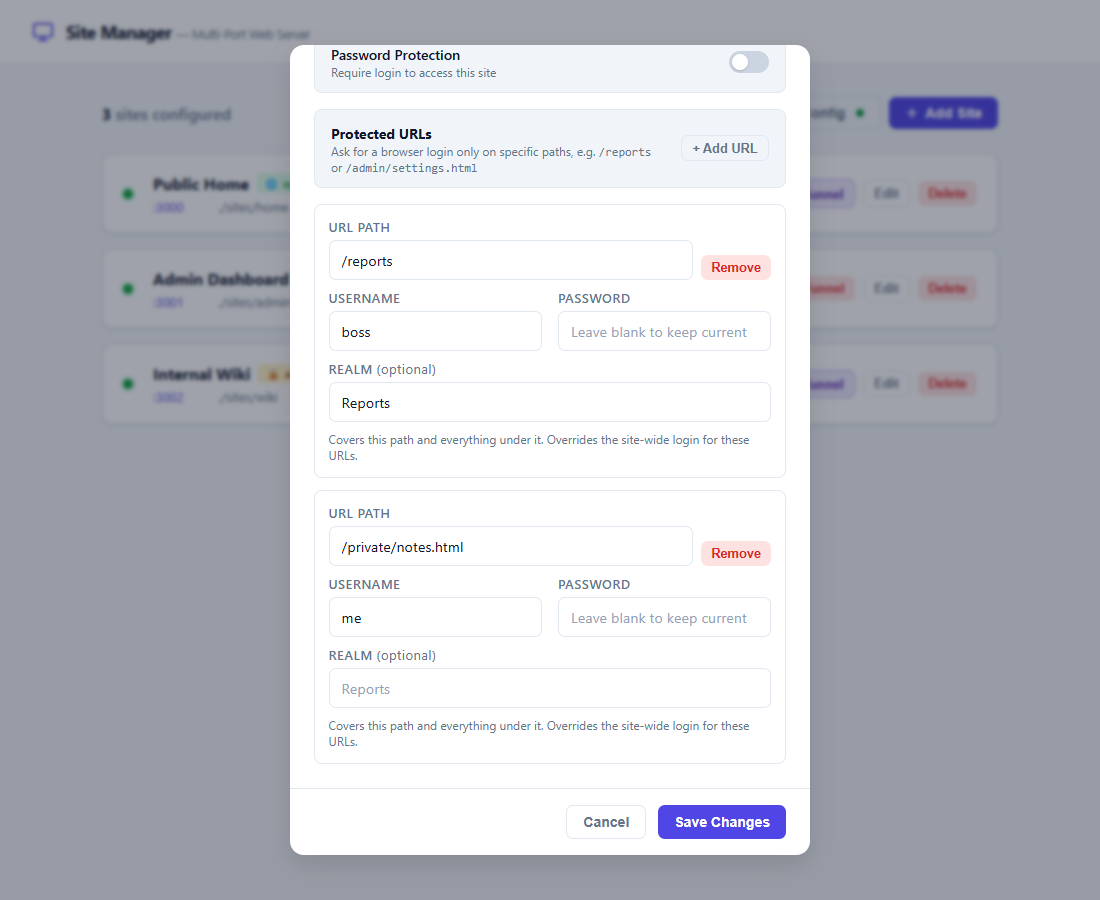 Site Manager — Multi-Port Web Server
Password Protection
Require login to access this site
3 sites configured
Add Site
Protected URLs
Ask for a browser login only on specific paths, e.g. /reports
or /admin/settings.html
+ Add URL
Public Home
:3000 ./sites/home
Edit Delete
URL PATH
/reports
Remove
Admin Dashboard
:3001 ./sites/admin
Edit Delete
USERNAME PASSWORD
boss Leave blank to keep current
REALM (optional)
Reports
Internal Wiki
:3002 ./sites/wiki
Edit Delete
Covers this path and everything under it. Overrides the site-wide login for these
URLs.
URL PATH
/private/notes.html
Remove
USERNAME PASSWORD
me Leave blank to keep current
REALM (optional)
Reports
Covers this path and everything under it. Overrides the site-wide login for these
URLs.
Cancel Save Changes